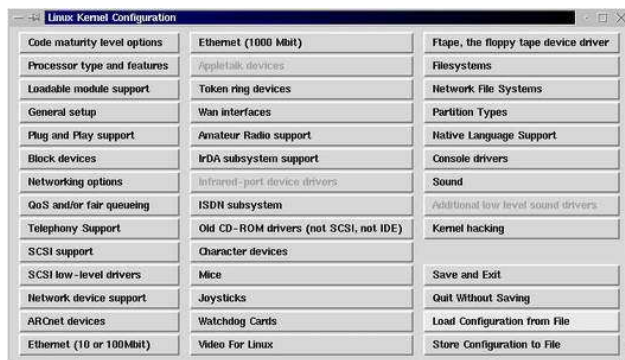 Linux Kernel Configuration
Code maturity level options
Processor type and features
Loadable module support
General setup
Plug and Play support
Block devices
Networking options
QoS and/or fair queueing
Telephony Support
SCSI support
SCSI low-level drivers
Network device support
ARCnet devices
Ethernet (10 or 100Mbit)
Ethernet (1000 Mbit)
Appletalk devices
Token ring devices
Wan interfaces
Amateur Radio support
IrDA subsystem support
Infrared-port device drivers
ISDN subsystem
Old CD-ROM drivers (not SCSI, not IDE)
Character devices
Mice
Joysticks
Watchdog Cards
Video For Linux
Ftape, the floppy tape device driver
Filesystems
Network File Systems
Partition Types
Native Language Support
Console drivers
Sound
Additional low level sound drivers
Kernel hacking
Save and Exit
Quit Without Saving
Load Configuration from File
Store Configuration to File